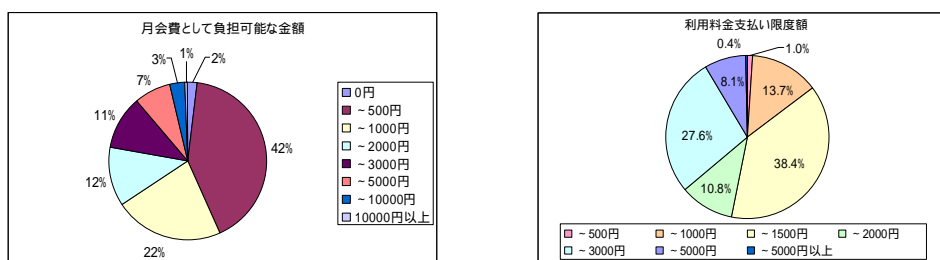 月会費として負担可能な金額
1%
3%
2%
7%
11%
42%
12%
22%
0円
~500円
~1000円
~2000円
~3000円
~5000円
~10000円
10000円以上
利用料金支払い限度額
0.4%
1.0%
8.1%
13.7%
27.6%
38.4%
10.8%
~500円 ~1000円 ~1500円 ~2000円
~3000円 ~5000円 ~5000円以上